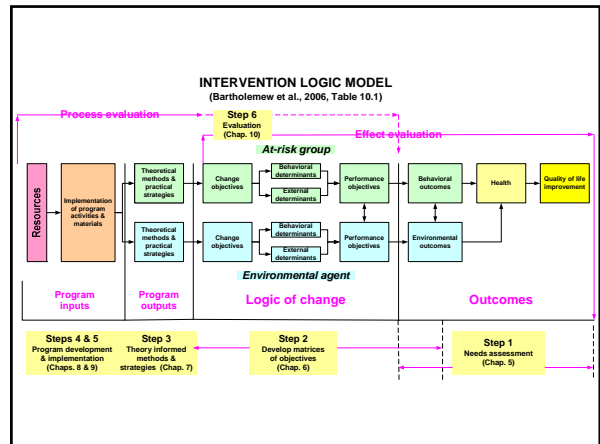 INTERVENTION LOGIC MODEL
(Bartholemew et al., 2006, Table 10.1)
Process evaluation
Step 6
Evaluation
(Chap. 10)
Effect evaluation
At-risk group
Resources
Implementation
of program
activities &
materials
Theoretical
methods &
practical
strategies
Change
objectives
Behavioral
determinants
External
determinants
Performance
objectives
Behavioral
outcomes
Health
Quality of life
improvement
Theoretical
methods &
practical
strategies
Change
objectives
Behavioral
determinants
External
determinants
Performance
objectives
Environmental
outcomes
Environmental agent
Program
inputs
Program
outputs
Logic of change
Outcomes
Steps 4 & 5
Program development
& implementation
(Chaps. 8 & 9)
Step 3
Theory informed
methods &
strategies (Chap. 7)
Step 2
Develop matrices
of objectives
(Chap. 6)
Step 1
Needs assessment
(Chap. 5)